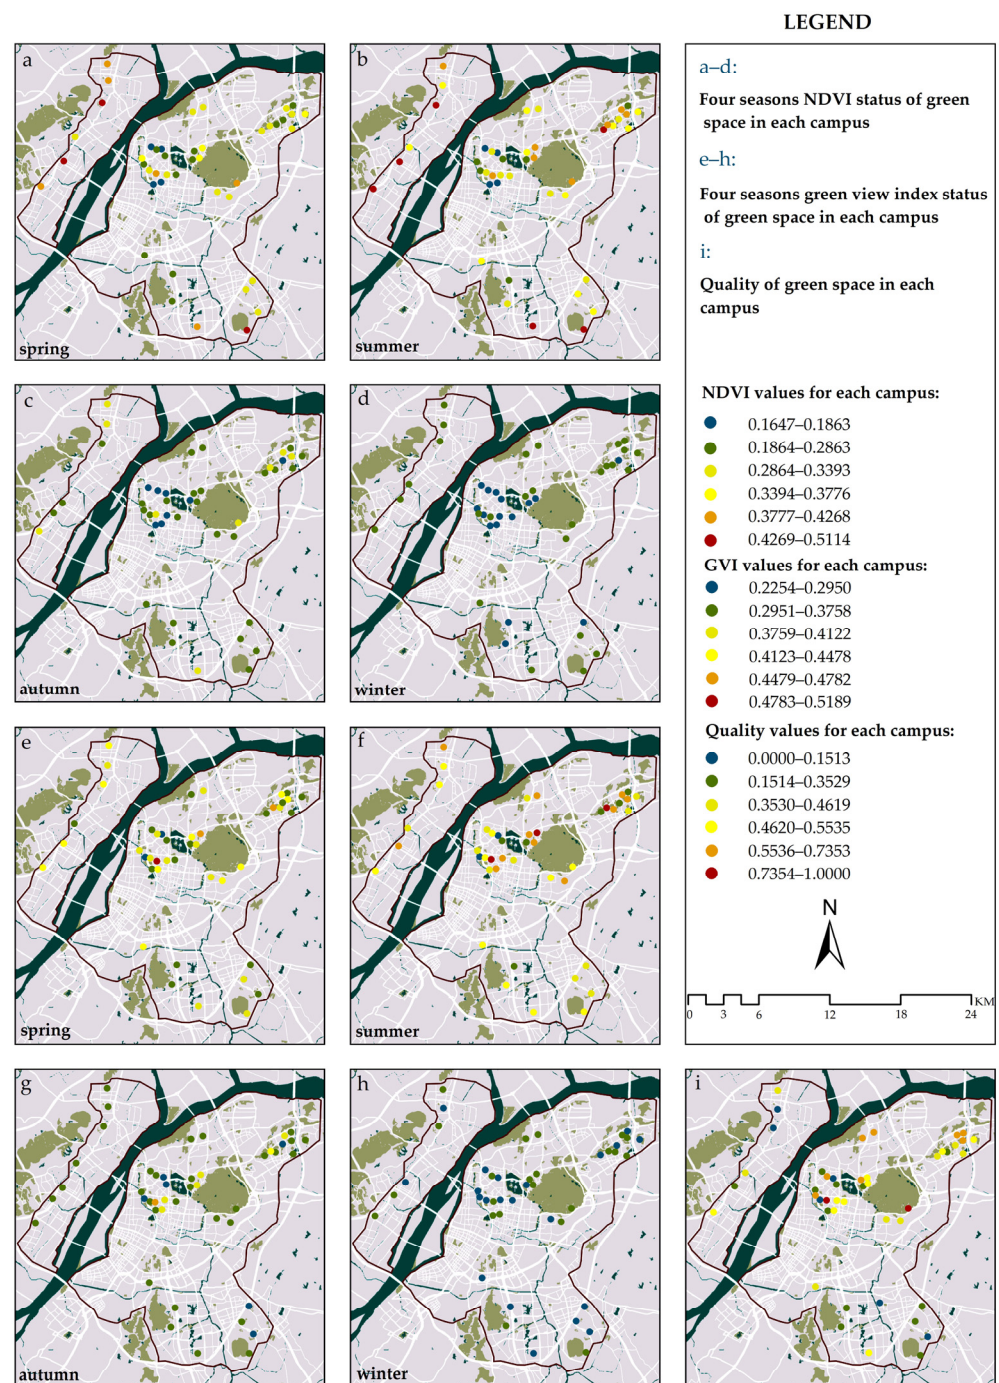 LEGEND
a
b
a–d:
Four seasons NDVI status of green
space in each campus
e–h:
Four seasons green view index status
of green space in each campus
i:
Quality of green space in each
campus
spring
summer
c
d
NDVI values for each campus:
0.1647–0.1863
0.1864–0.2863
0.2864–0.3393
0.3394–0.3776
0.3777–0.4268
0.4269–0.5114
GVI values for each campus:
0.2254–0.2950
0.2951–0.3758
0.3759–0.4122
0.4123–0.4478
0.4479–0.4782
0.4783–0.5189
autumn
winter
e
f
Quality values for each campus:
0.0000–0.1513
0.1514–0.3529
0.3530–0.4619
0.4620–0.5535
0.5536–0.7353
0.7354–1.0000
N
KM
0 3 6 12 18 24
spring
summer
g
h
i
autumn
winter